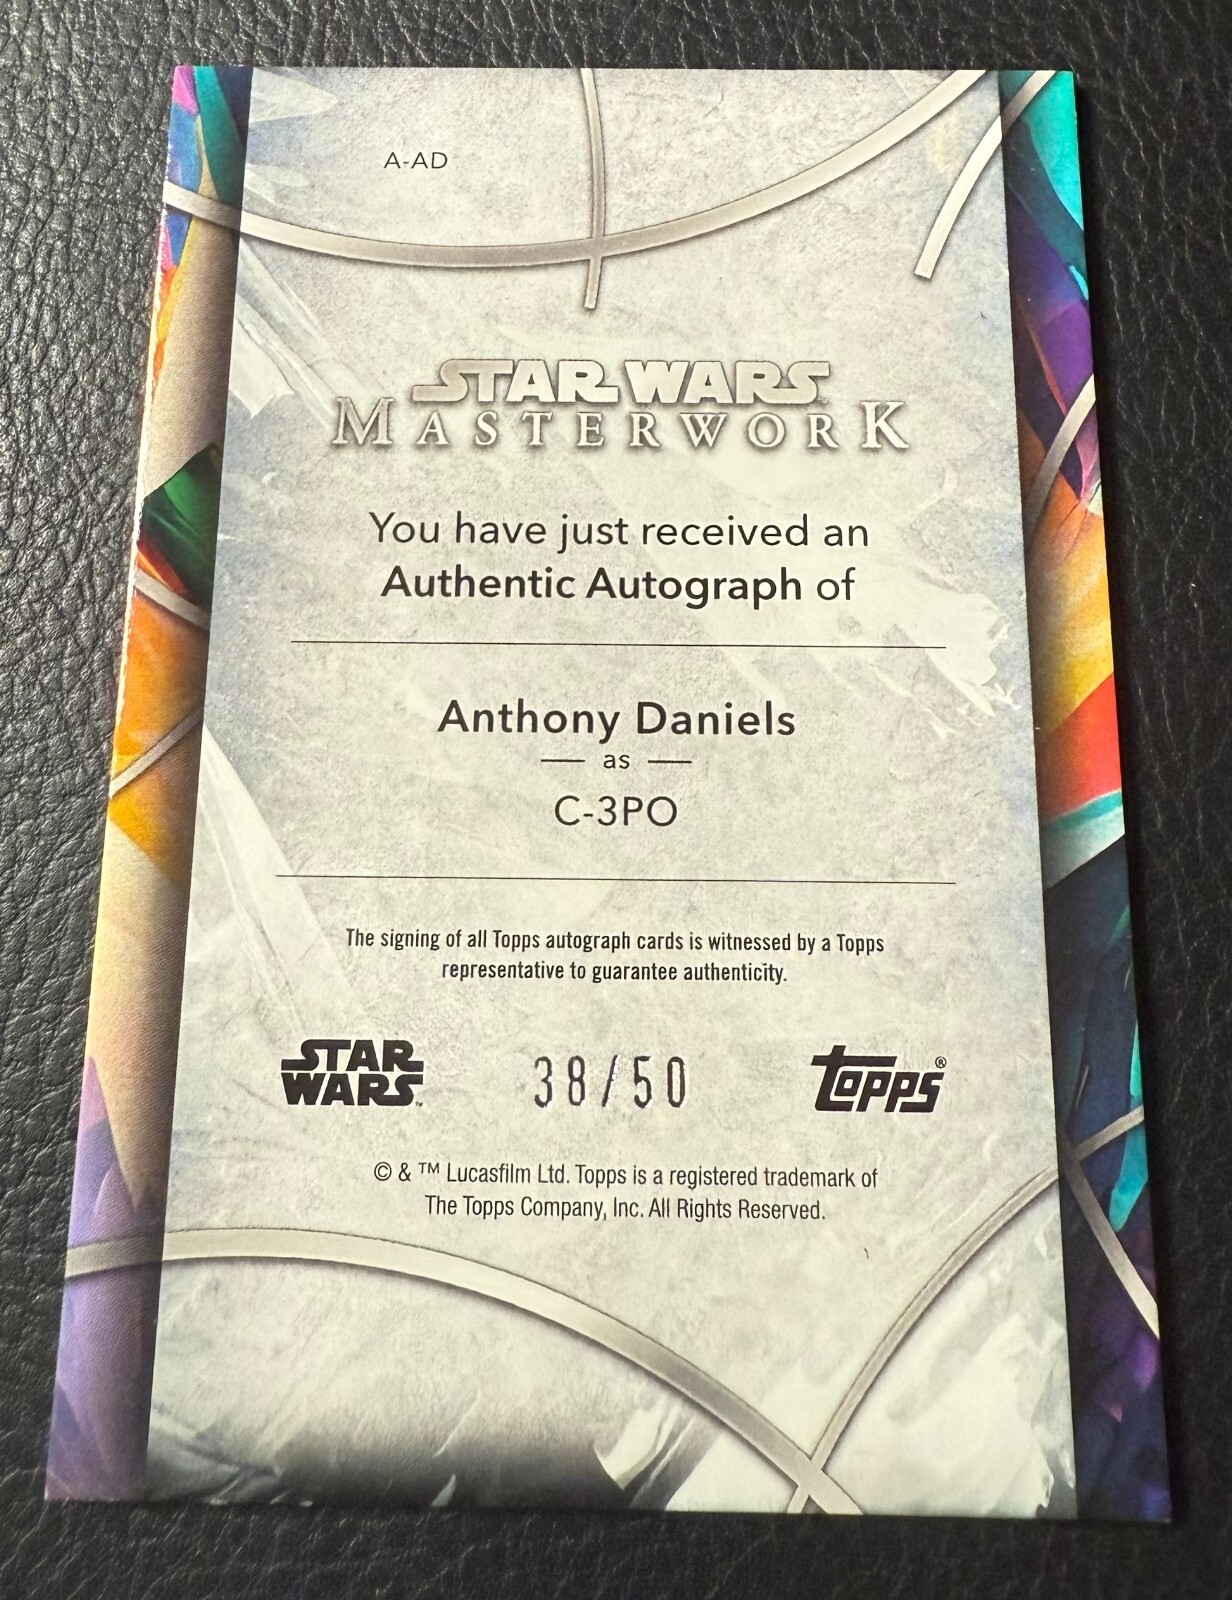 A-AD
STAR WARS
MASTERWORK
You have just received an
Authentic Autograph of
Anthony Daniels
as
C-3PO
The signing of all Topps autograph cards is witnessed by a Topps
representative to guarantee authenticity.
STAR
WARS™
38/50
Topps®
© & ™ Lucasfilm Ltd. Topps is a registered trademark of
The Topps Company, Inc. All Rights Reserved.